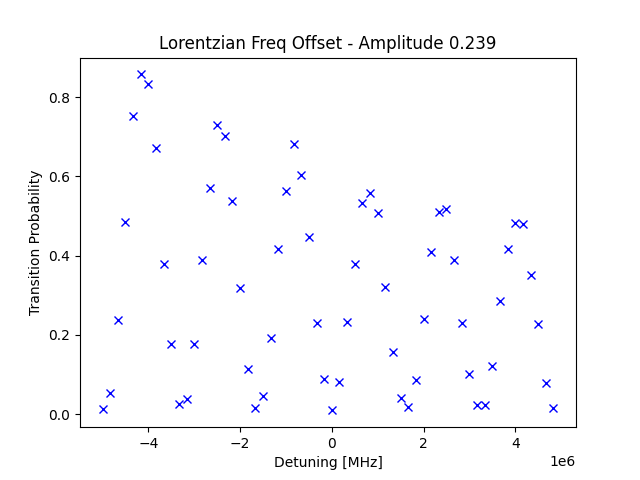 Lorentzian Freq Offset - Amplitude 0.239
Transition Probability
0.8
0.6
0.4
0.2
0.0
−4
−2
0
2
4
1e6
Detuning [MHz]